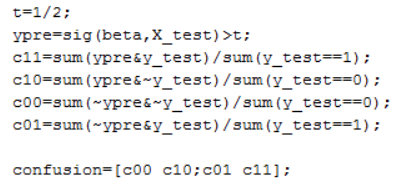 t=1/2;
ypre=sig(beta,X_test)>t;
c11=sum(ypre&y_test)/sum(y_test==1);
c10=sum(ypre&~y_test)/sum(y_test==0);
c00=sum(~ypre&~y_test)/sum(y_test==0);
c01=sum(~ypre&y_test)/sum(y_test==1);
confusion=[c00 c10;c01 c11];